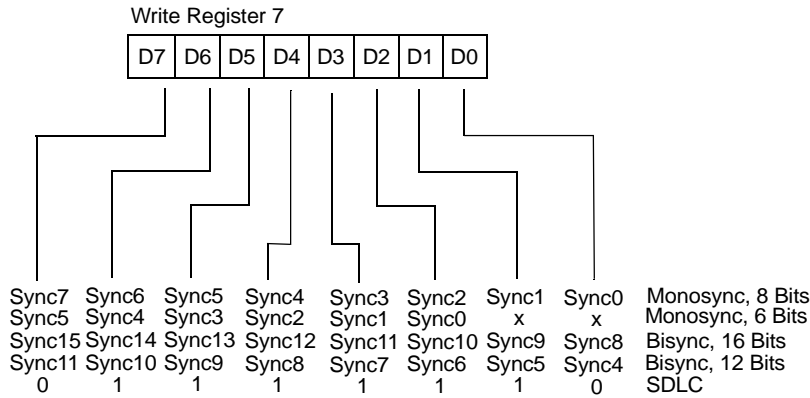 Write Register 7
D7 D6 D5 D4 D3 D2 D1 D0
Sync7 Sync6 Sync5 Sync4 Sync3 Sync2 Sync1 Sync0 Monosync, 8 Bits
Sync5 Sync4 Sync3 Sync2 Sync1 Sync0 x x Monosync, 6 Bits
Sync15 Sync14 Sync13 Sync12 Sync11 Sync10 Sync9 Sync8 Bisync, 16 Bits
Sync11 Sync10 Sync9 Sync8 Sync7 Sync6 Sync5 Sync4 Bisync, 12 Bits
0 1 1 1 1 1 1 0 SDLC